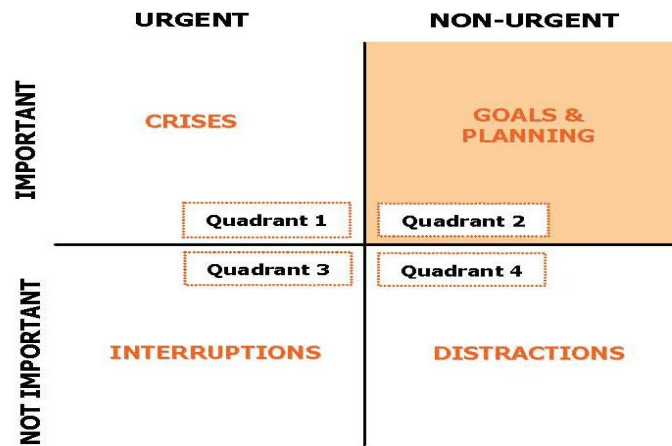 URGENT
NON-URGENT
IMPORTANT
CRISES
GOALS &
PLANNING
Quadrant 1
Quadrant 2
NOT IMPORTANT
Quadrant 3
Quadrant 4
INTERRUPTIONS
DISTRACTIONS